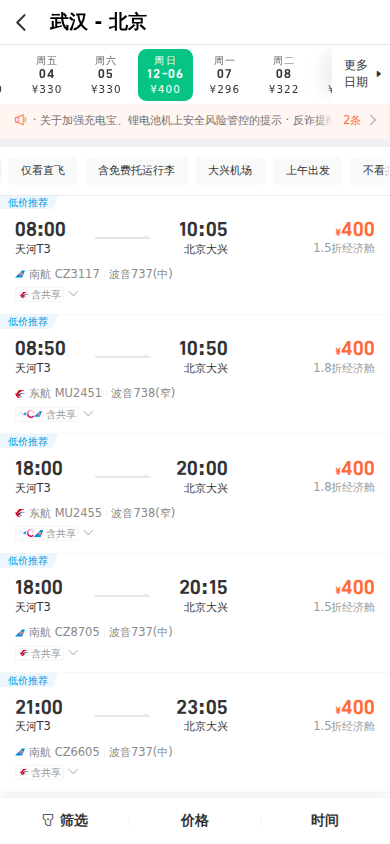 武汉 - 北京
周五 周六 周日 周一 周二
04 05 12-06 07 08
¥330 ¥330 ¥400 ¥296 ¥322
更多
日期
· 关于加强充电宝、锂电池机上安全风险管控的提示 · 反诈提 2条
仅看直飞 含免费托运行李 大兴机场 上午出发 不看
低价推荐
08:00 10:05 ¥400
天河T3 北京大兴 1.5折经济舱
南航 CZ3117 波音737(中)
含共享
低价推荐
08:50 10:50 ¥400
天河T3 北京大兴 1.8折经济舱
东航 MU2451 波音738(窄)
含共享
低价推荐
18:00 20:00 ¥400
天河T3 北京大兴 1.8折经济舱
东航 MU2455 波音738(窄)
含共享
低价推荐
18:00 20:15 ¥400
天河T3 北京大兴 1.5折经济舱
南航 CZ8705 波音737(中)
含共享
低价推荐
21:00 23:05 ¥400
天河T3 北京大兴 1.5折经济舱
南航 CZ6605 波音737(中)
含共享
筛选 价格 时间